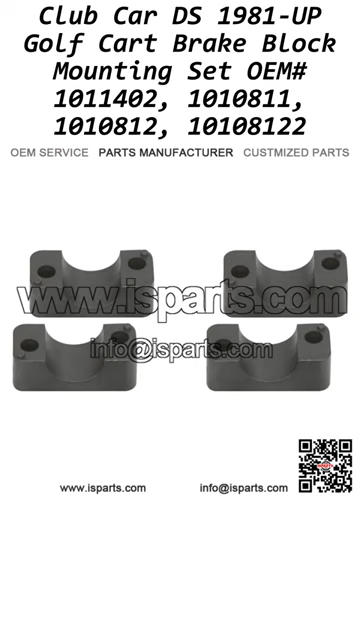 Club Car DS 1981-UP
Golf Cart Brake Block
Mounting Set OEM#
1011402, 1010811,
1010812, 10108122
OEM SERVICE PARTS MANUFACTURER CUSTMIZED PARTS
www.isparts.com
info@isparts.com
www.isparts.com info@isparts.com